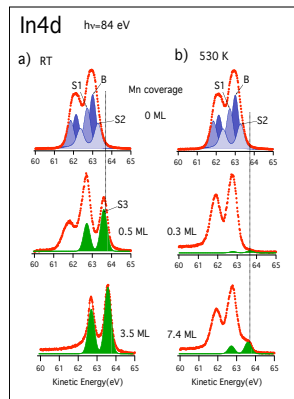 In4d hν=84 eV
a) RT b) 530 K
S1 B S2 Mn coverage 0 ML S1 B S2
60 61 62 63 64 65 60 61 62 63 64 65
S3
0.5 ML 0.3 ML
60 61 62 63 64 65 60 61 62 63 64 65
3.5 ML 7.4 ML
60 61 62 63 64 65 60 61 62 63 64 65
Kinetic Energy(eV) Kinetic Energy(eV)